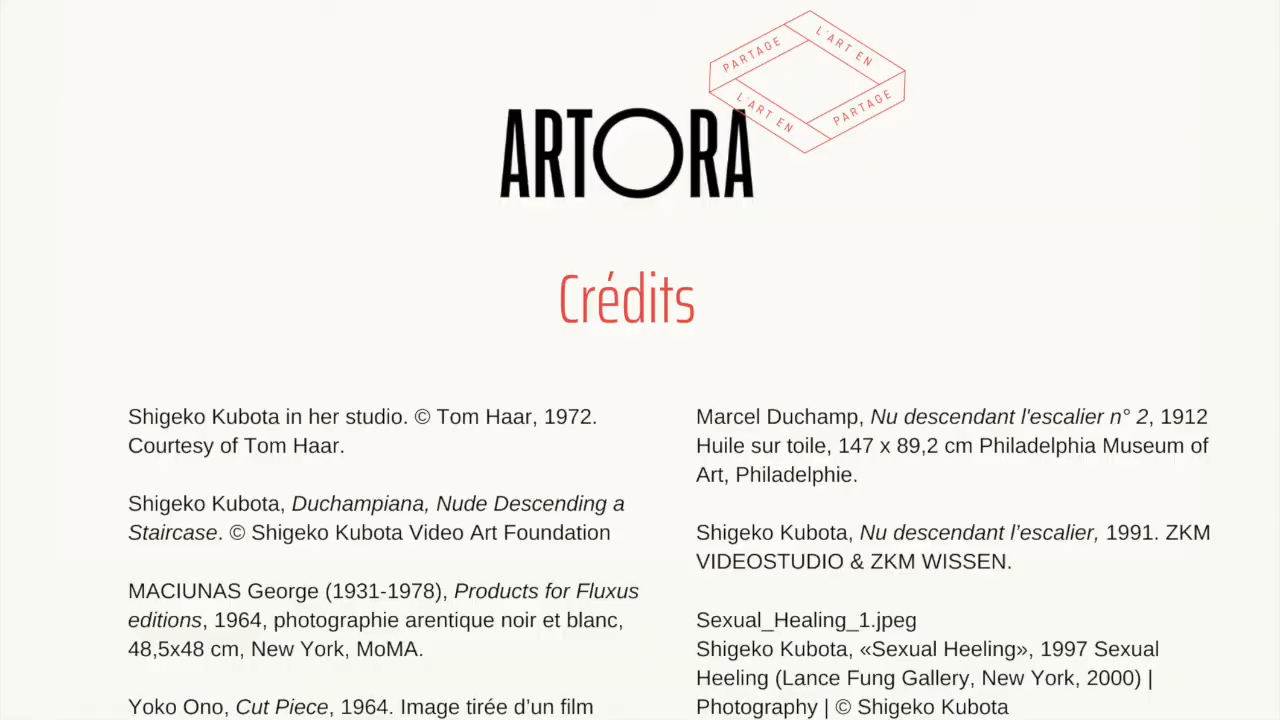 PARTAGE
L'ART EN
L'ART EN
PARTAGE
ARTORA
Crédits
Shigeko Kubota in her studio. © Tom Haar, 1972.
Courtesy of Tom Haar.
Shigeko Kubota, Duchampiana, Nude Descending a
Staircase. © Shigeko Kubota Video Art Foundation
MACIUNAS George (1931-1978), Products for Fluxus
editions, 1964, photographie arentique noir et blanc,
48,5x48 cm, New York, MoMA.
Yoko Ono, Cut Piece, 1964. Image tirée d’un film
Marcel Duchamp, Nu descendant l'escalier n° 2, 1912
Huile sur toile, 147 x 89,2 cm Philadelphia Museum of
Art, Philadelphie.
Shigeko Kubota, Nu descendant l’escalier, 1991. ZKM
VIDEOSTUDIO & ZKM WISSEN.
Sexual_Healing_1.jpeg
Shigeko Kubota, «Sexual Heeling», 1997 Sexual
Heeling (Lance Fung Gallery, New York, 2000) |
Photography | © Shigeko Kubota